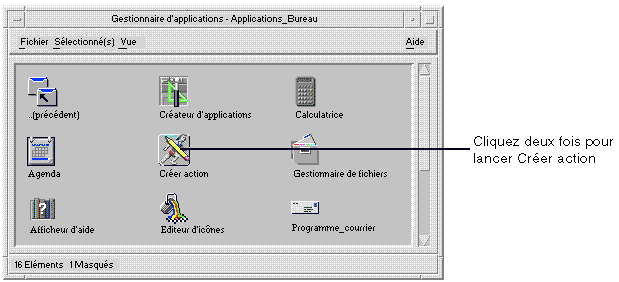 Gestionnaire d'applications - Applications_Bureau
Fichier Sélectionné(s) Vue Aide
..(précédent) Créateur d'applications Calculatrice
Agenda Créer action Gestionnaire de fichiers
Afficheur d'aide Editeur d'icônes Programme_courrier
16 Eléments 1 Masqués
Cliquez deux fois pour
lancer Créer action